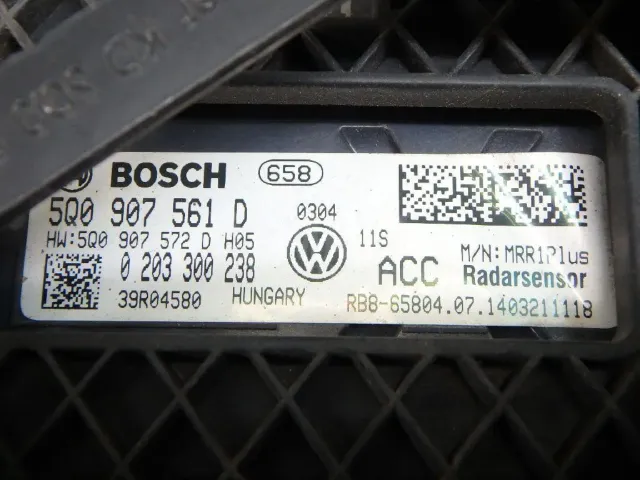 BOSCH 658
5Q0 907 561 D 0304
HW:5Q0 907 572 D H05 11S
0 203 300 238 ACC M/N:MRR1Plus
Radarsensor
39R04580 HUNGARY RB8-65804.07.1403211118